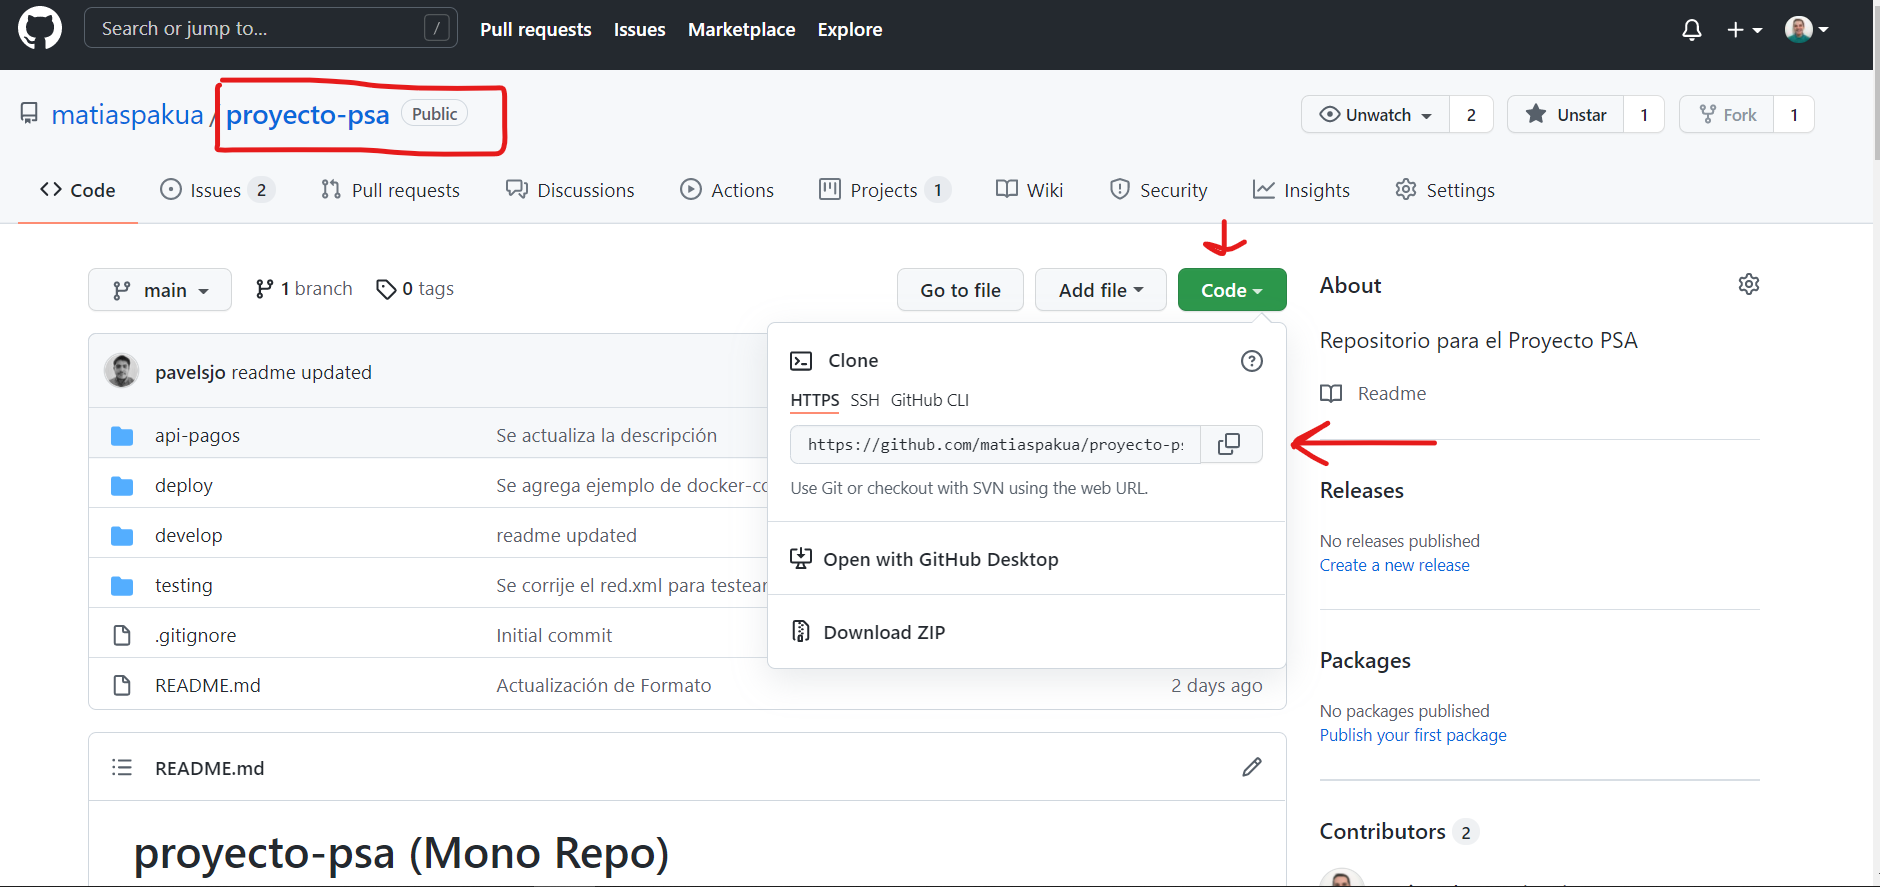 Search or jump to... / Pull requests Issues Marketplace Explore
matiaspakua / proyecto-psa Public Unwatch 2 Unstar 1 Fork 1
Code Issues 2 Pull requests Discussions Actions Projects 1 Wiki Security Insights Settings
main 1 branch 0 tags Go to file Add file Code
pavelsjo readme updated
api-pagos Se actualiza la descripción
deploy Se agrega ejemplo de docker-co
develop readme updated
testing Se corrije el red.xml para testear
.gitignore Initial commit
README.md Actualización de Formato 2 days ago
Clone
HTTPS SSH GitHub CLI
https://github.com/matiaspakua/proyecto-ps
Use Git or checkout with SVN using the web URL.
Open with GitHub Desktop
Download ZIP
README.md
proyecto-psa (Mono Repo)
About
Repositorio para el Proyecto PSA
Readme
Releases
No releases published
Create a new release
Packages
No packages published
Publish your first package
Contributors 2